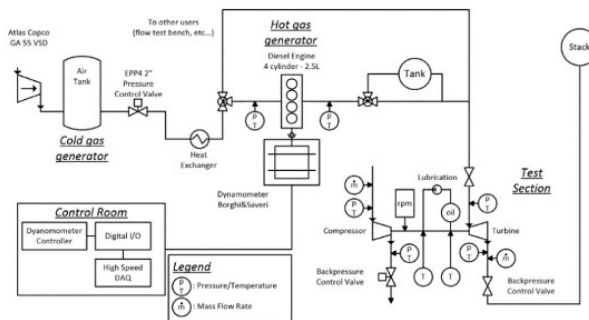 Atlas Copco
GA 55 VSD
Air
Tank
EPP4 2"
Pressure
Control Valve
Cold gas
generator
Heat
Exchanger
To other users
(flow test bench, etc...)
Hot gas
generator
Diesel Engine
4 cylinder - 2.5L
P
T
P
T
Tank
Stack
Dynamometer
Borghi&Saveri
Control Room
Dyanomometer
Controller
Digital I/O
High Speed
DAQ
Legend
P
T
: Pressure/Temperature
ṁ
: Mass Flow Rate
Test
Section
Lubrication
ṁ
P
T
rpm
oil
P
T
Compressor
Turbine
P
T
T
T
P
T
ṁ
Backpressure
Control Valve
Backpressure
Control Valve